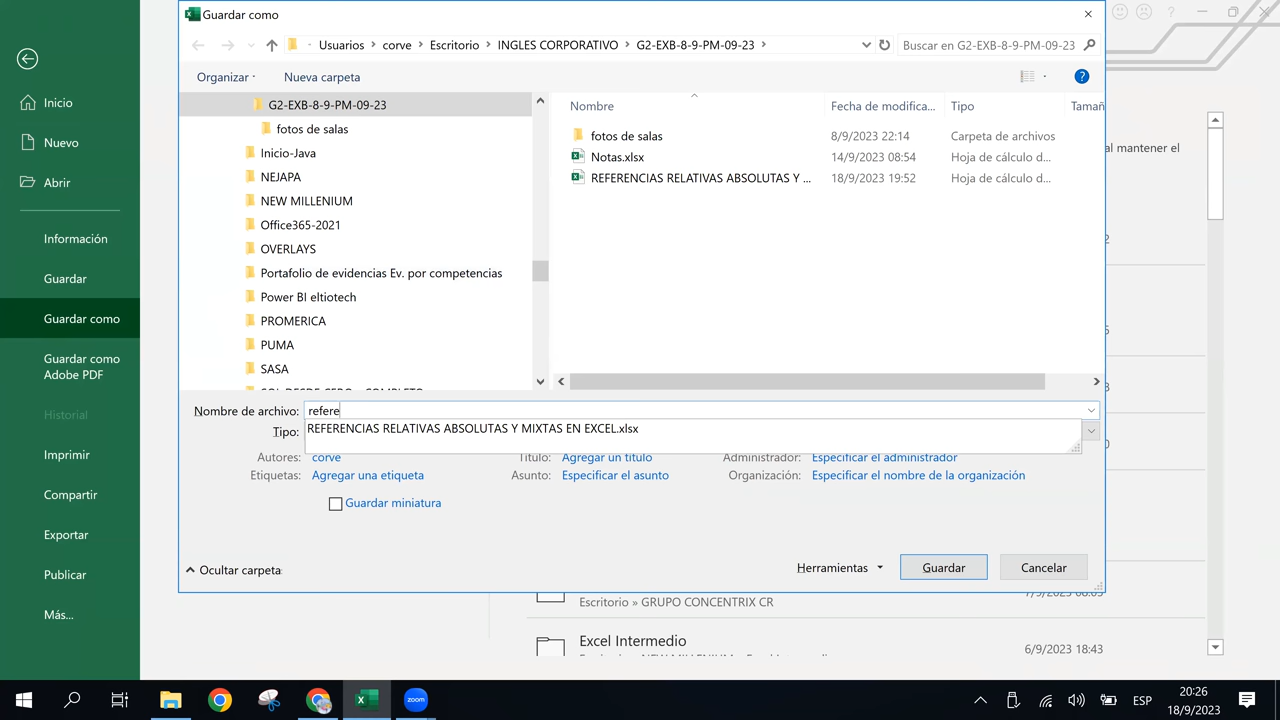 Guardar como
Inicio
Nuevo
Abrir
Información
Guardar
Guardar como
Guardar como
Adobe PDF
Historial
Imprimir
Compartir
Exportar
Publicar
Más...
Usuarios > corve > Escritorio > INGLES CORPORATIVO > G2-EXB-8-9-PM-09-23 >
Buscar en G2-EXB-8-9-PM-09-23
Organizar
Nueva carpeta
G2-EXB-8-9-PM-09-23
fotos de salas
Inicio-Java
NEJAPA
NEW MILLENIUM
Office365-2021
OVERLAYS
Portafolio de evidencias Ev. por competencias
Power BI eltiotech
PROMERICA
PUMA
SASA
Nombre Fecha de modifica... Tipo Tamañ
fotos de salas 8/9/2023 22:14 Carpeta de archivos
Notas.xlsx 14/9/2023 08:54 Hoja de cálculo d...
REFERENCIAS RELATIVAS ABSOLUTAS Y ... 18/9/2023 19:52 Hoja de cálculo d...
al mantener el
Nombre de archivo: refere
REFERENCIAS RELATIVAS ABSOLUTAS Y MIXTAS EN EXCEL.xlsx
Tipo:
Autores: corve Título: Agregar un título Administrador: Especificar el administrador
Etiquetas: Agregar una etiqueta Asunto: Especificar el asunto Organización: Especificar el nombre de la organización
Guardar miniatura
Ocultar carpeta
Herramientas
Guardar
Cancelar
Escritorio » GRUPO CONCENTRIX CR
Excel Intermedio
6/9/2023 18:43
zoom
ESP
20:26
18/9/2023